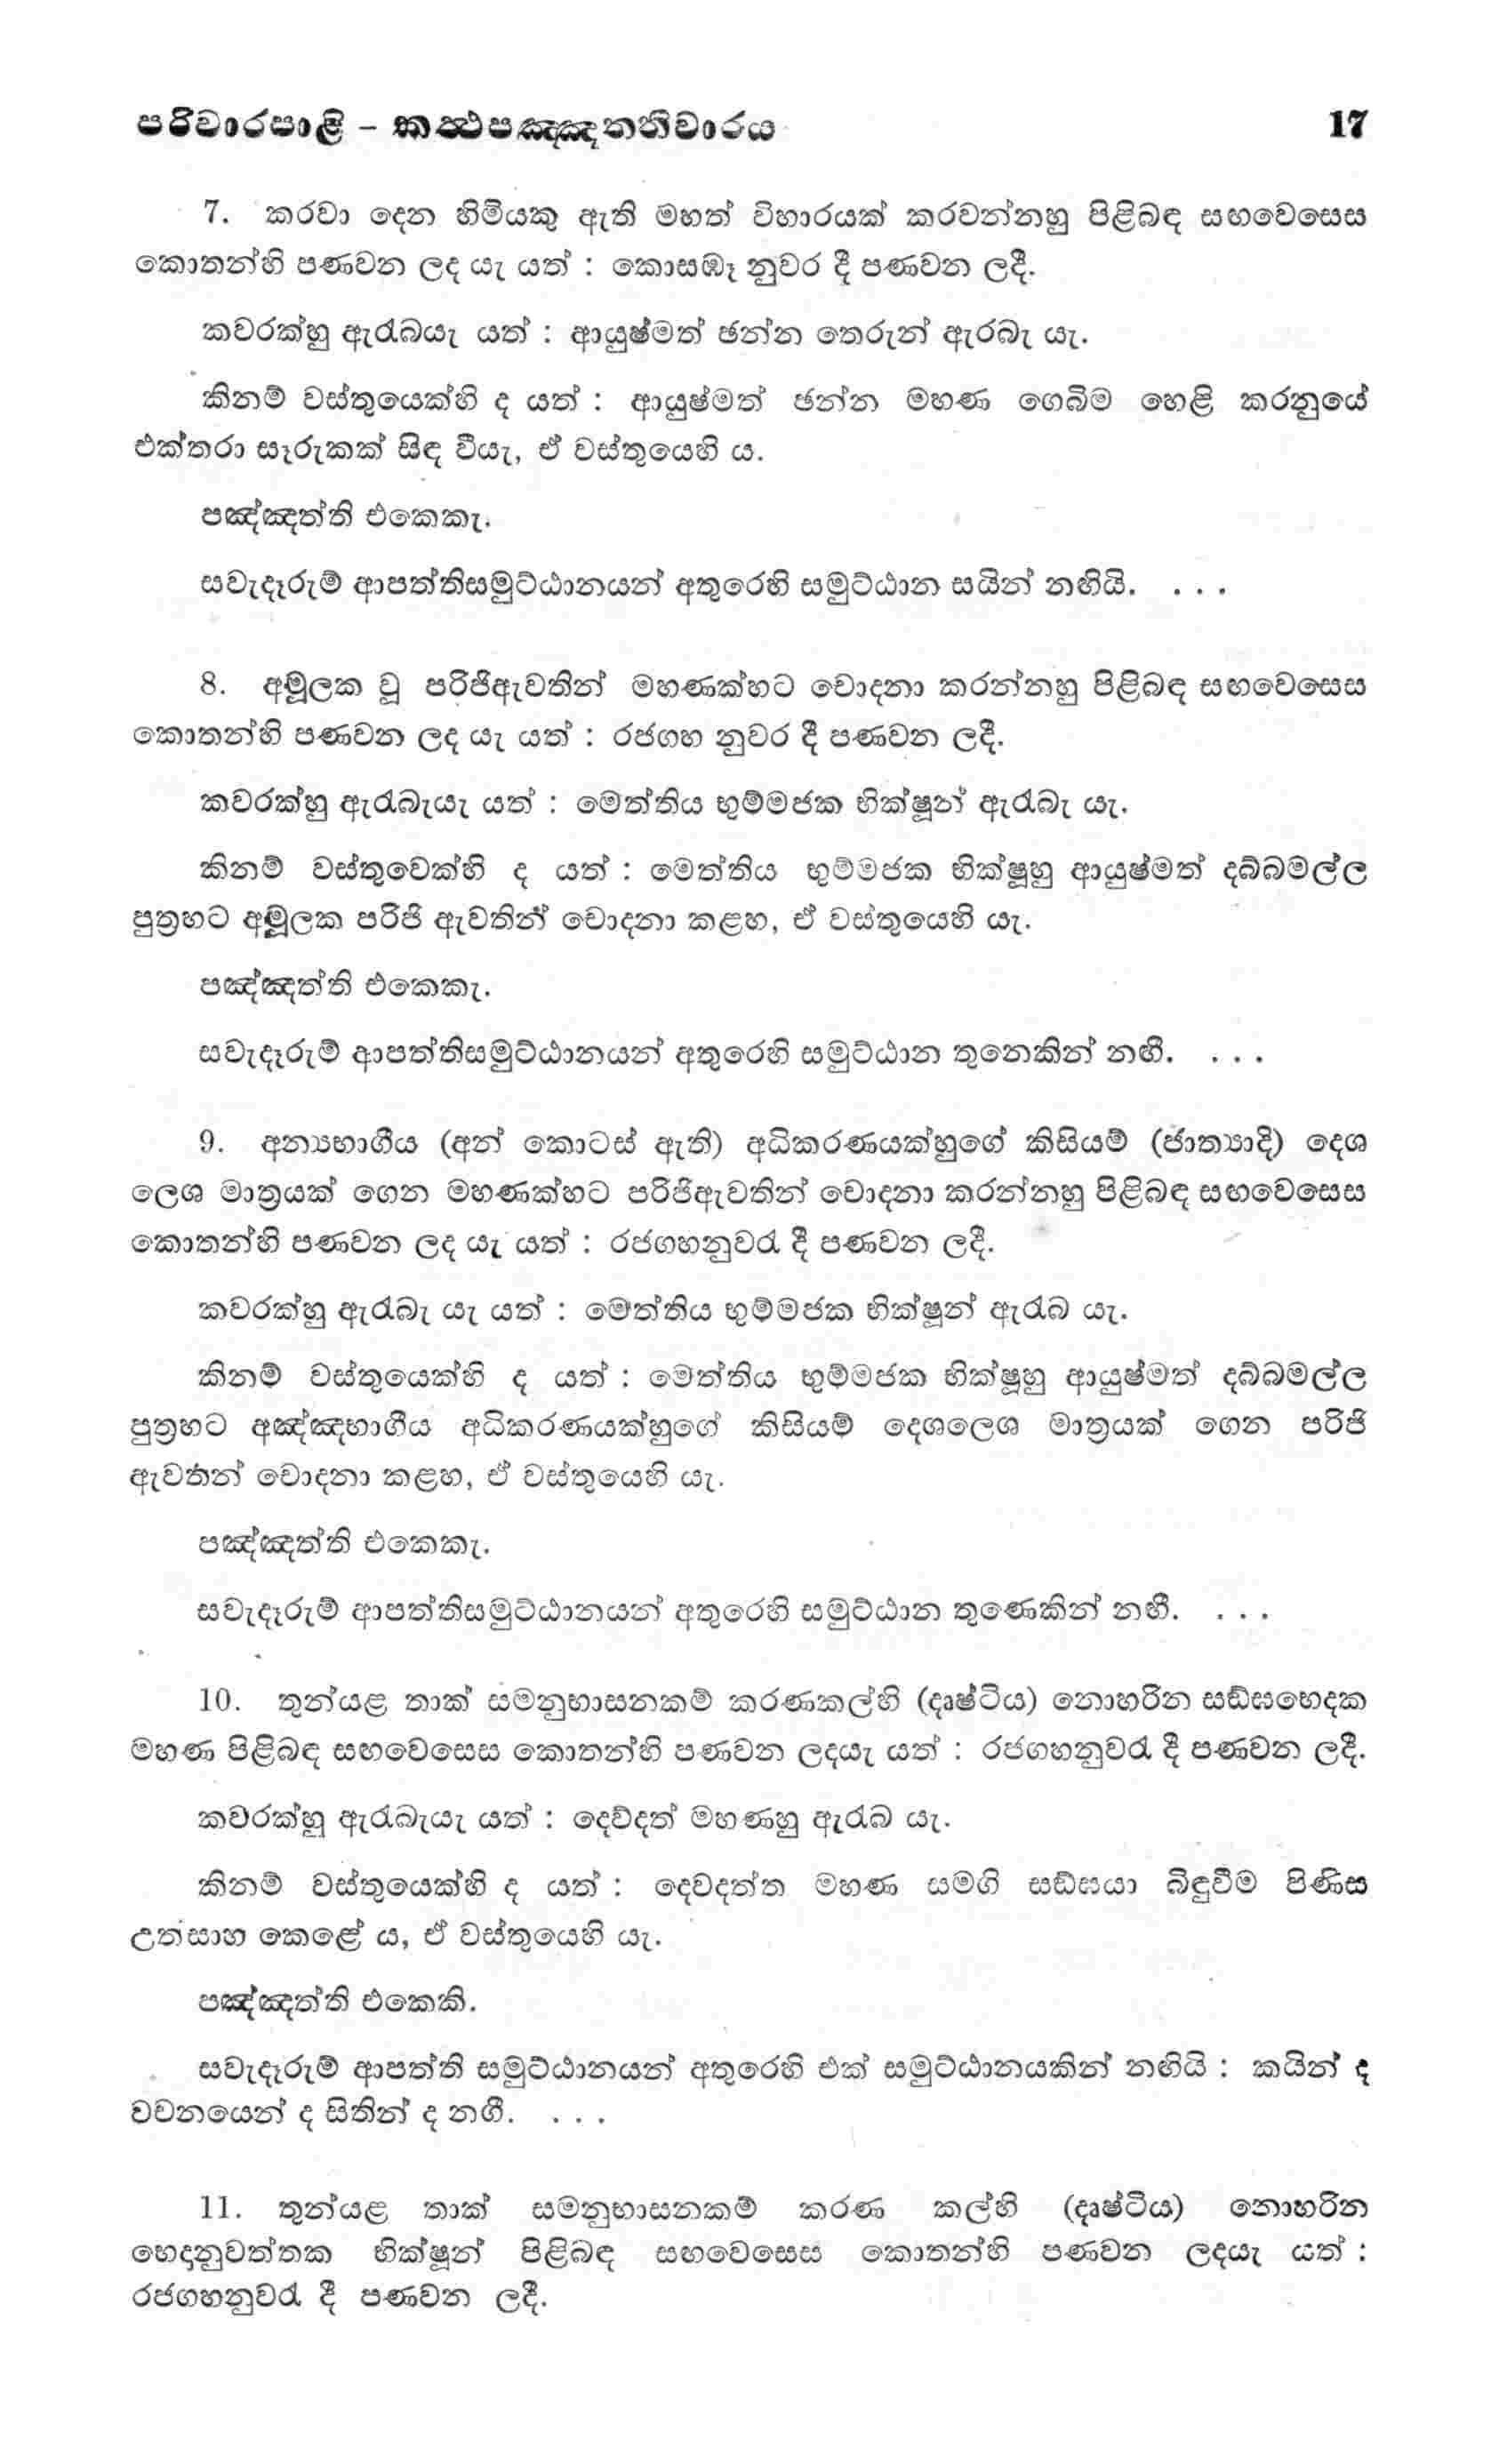 පරිවාරපාළි – කත්‍ථපඤ්ඤත්තිවාරය 17
7. කරවා දෙන හිමියකු ඇති මහත් විහාරයක් කරවන්නහු පිළිබඳ සඟවෙසෙස
කොතන්හි පණවන ලද යැ යත් : කොසඹෑ නුවර දී පණවන ලදී.
කවරක්හු ඇරැබයැ යත් : ආයුෂ්මත් ඡන්න තෙරුන් ඇරබැ යැ.
කිනම් වස්තුයෙක්හි ද යත් : ආයුෂ්මත් ඡන්න මහණ ගෙබිම හෙළි කරනුයේ
එක්තරා සෑරුකක් සිඳ වීයැ, ඒ වස්තුයෙහි ය.
පඤ්ඤත්ති එකෙකැ.
සවැදෑරුම් ආපත්තිසමුට්ඨානයන් අතුරෙහි සමුට්ඨාන සයින් නඟියි. . . .
8. අමූලක වූ පරිජිඇවතින් මහණක්හට චොදනා කරන්නහු පිළිබඳ සඟවෙසෙස
කොතන්හි පණවන ලද යැ යත් : රජගහ නුවර දී පණවන ලදී.
කවරක්හු ඇරැබැයැ යත් : මෙත්තිය භුම්මජක භික්ෂූන් ඇරැබැ යැ.
කිනම් වස්තුවෙක්හි ද යත් : මෙත්තිය භුම්මජක භික්ෂූහු ආයුෂ්මත් දබ්බමල්ල
පුත්‍රහට අමූලක පරිජි ඇවතින් චොදනා කළහ, ඒ වස්තුයෙහි යැ.
පඤ්ඤත්ති එකෙකැ.
සවැදෑරුම් ආපත්තිසමුට්ඨානයන් අතුරෙහි සමුට්ඨාන තුනෙකින් නඟී. . . .
9. අන්‍යභාගීය (අන් කොටස් ඇති) අධිකරණයක්හුගේ කිසියම් (ජාත්‍යාදි) දෙශ
ලෙශ මාත්‍රයක් ගෙන මහණක්හට පරිජිඇවතින් චොදනා කරන්නහු පිළිබඳ සඟවෙසෙස
කොතන්හි පණවන ලද යැ යත් : රජගහනුවරැ දී පණවන ලදී.
කවරක්හු ඇරැබැ යැ යත් : මෙත්තිය භුම්මජක භික්ෂූන් ඇරැබ යැ.
කිනම් වස්තුයෙක්හි ද යත් : මෙත්තිය භුම්මජක භික්ෂූහු ආයුෂ්මත් දබ්බමල්ල
පුත්‍රහට අඤ්ඤභාගීය අධිකරණයක්හුගේ කිසියම් දෙශලෙශ මාත්‍රයක් ගෙන පරිජි
ඇවතන් චොදනා කළහ, ඒ වස්තුයෙහි යැ.
පඤ්ඤත්ති එකෙකැ.
සවැදෑරුම් ආපත්තිසමුට්ඨානයන් අතුරෙහි සමුට්ඨාන තුණෙකින් නඟී. . . .
10. තුන්යළ තාක් සමනුභාසනකම් කරණකල්හි (දෘෂ්ටිය) නොහරින සඞ්ඝභෙදක
මහණ පිළිබඳ සඟවෙසෙස කොතන්හි පණවන ලදයැ යත් : රජගහනුවරැ දී පණවන ලදී.
කවරක්හු ඇරැබැයැ යත් : දෙව්දත් මහණහු ඇරැබ යැ.
කිනම් වස්තුයෙක්හි ද යත් : දෙවදත්ත මහණ සමගි සඞ්ඝයා බිඳුවීම පිණිස
උත්සාහ කෙළේ ය, ඒ වස්තුයෙහි යැ.
පඤ්ඤත්ති එකෙකි.
සවැදෑරුම් ආපත්ති සමුට්ඨානයන් අතුරෙහි එක් සමුට්ඨානයකින් නඟියි : කයින් ද
වචනයෙන් ද සිතින් ද නගී. . . .
11. තුන්යළ තාක් සමනුභාසනකම් කරණ කල්හි (දෘෂ්ටිය) නොහරින
භෙදානුවත්තක භික්ෂූන් පිළිබඳ සඟවෙසෙස කොතන්හි පණවන ලදයැ යත් :
රජගහනුවරැ දී පණවන ලදී.